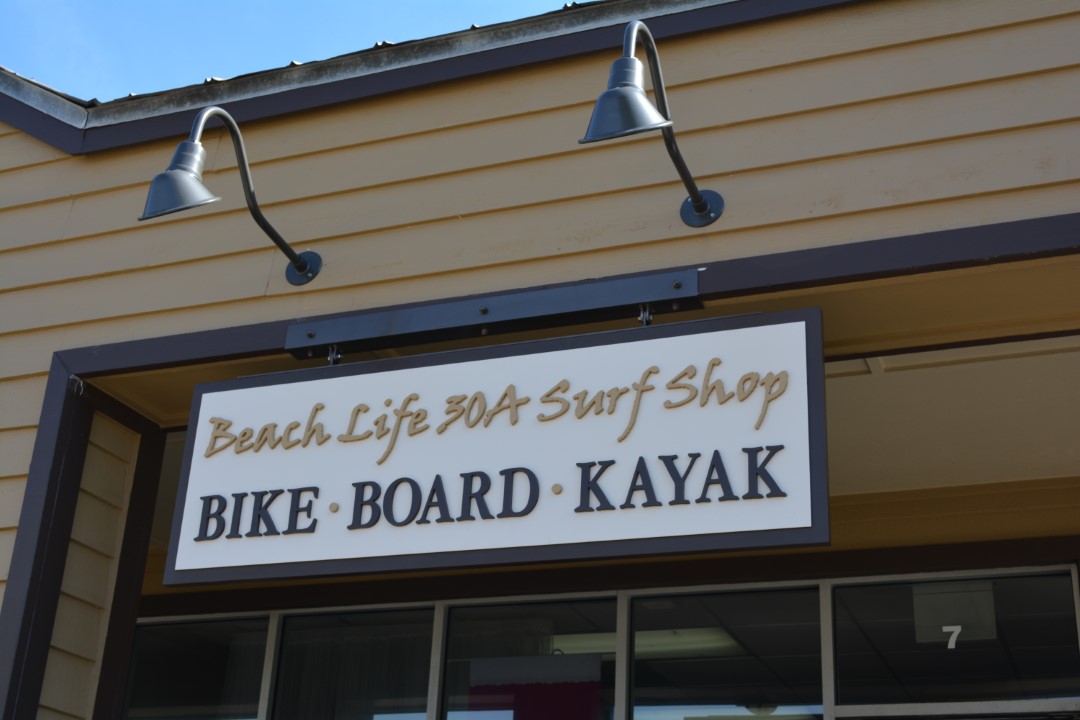 Beach Life 30A Surf Shop
BIKE · BOARD · KAYAK
7